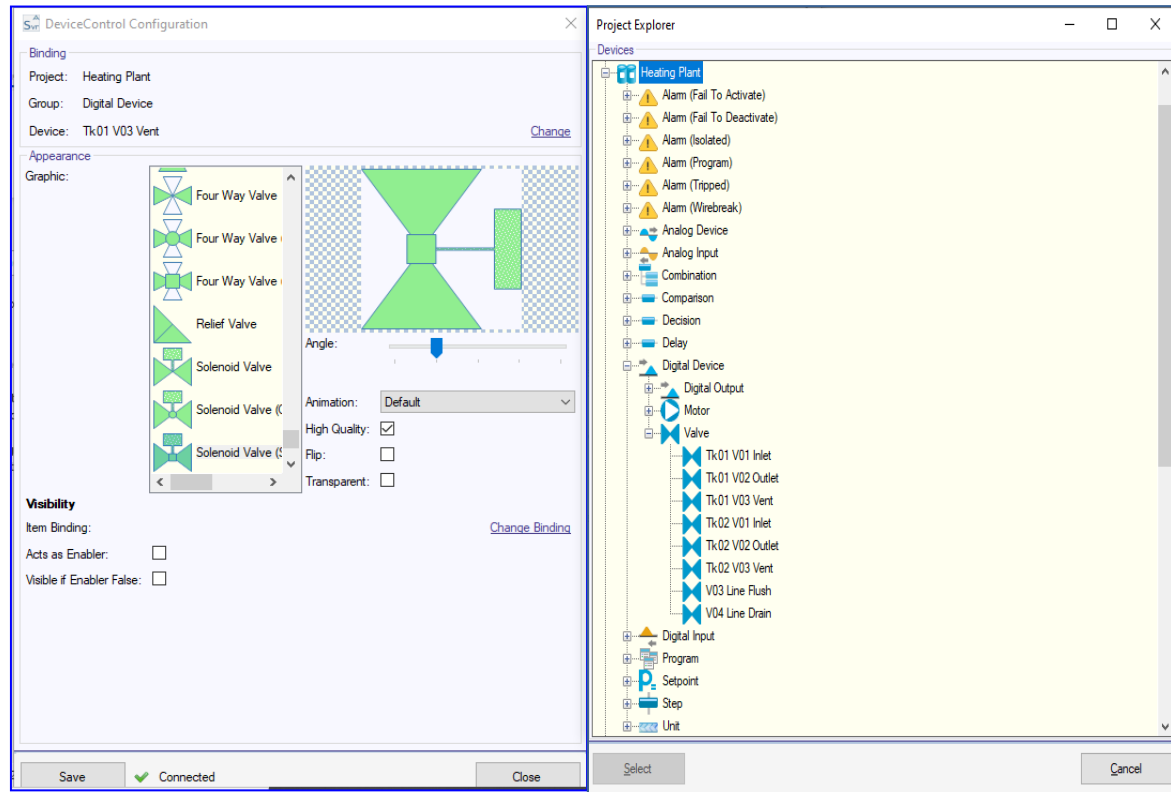 DeviceControl Configuration
Binding
Project: Heating Plant
Group: Digital Device
Device: Tk01 V03 Vent Change
Appearance
Graphic:
Four Way Valve
Four Way Valve (
Four Way Valve (
Relief Valve
Solenoid Valve
Solenoid Valve (C
Solenoid Valve (S
Angle:
Animation: Default
High Quality:
Flip:
Transparent:
Visibility
Item Binding: Change Binding
Acts as Enabler:
Visible if Enabler False:
Save Connected Close
Project Explorer
Devices
Heating Plant
Alarm (Fail To Activate)
Alarm (Fail To Deactivate)
Alarm (Isolated)
Alarm (Program)
Alarm (Tripped)
Alarm (Wirebreak)
Analog Device
Analog Input
Combination
Comparison
Decision
Delay
Digital Device
Digital Output
Motor
Valve
Tk01 V01 Inlet
Tk01 V02 Outlet
Tk01 V03 Vent
Tk02 V01 Inlet
Tk02 V02 Outlet
Tk02 V03 Vent
V03 Line Flush
V04 Line Drain
Digital Input
Program
Setpoint
Step
Unit
Select Cancel